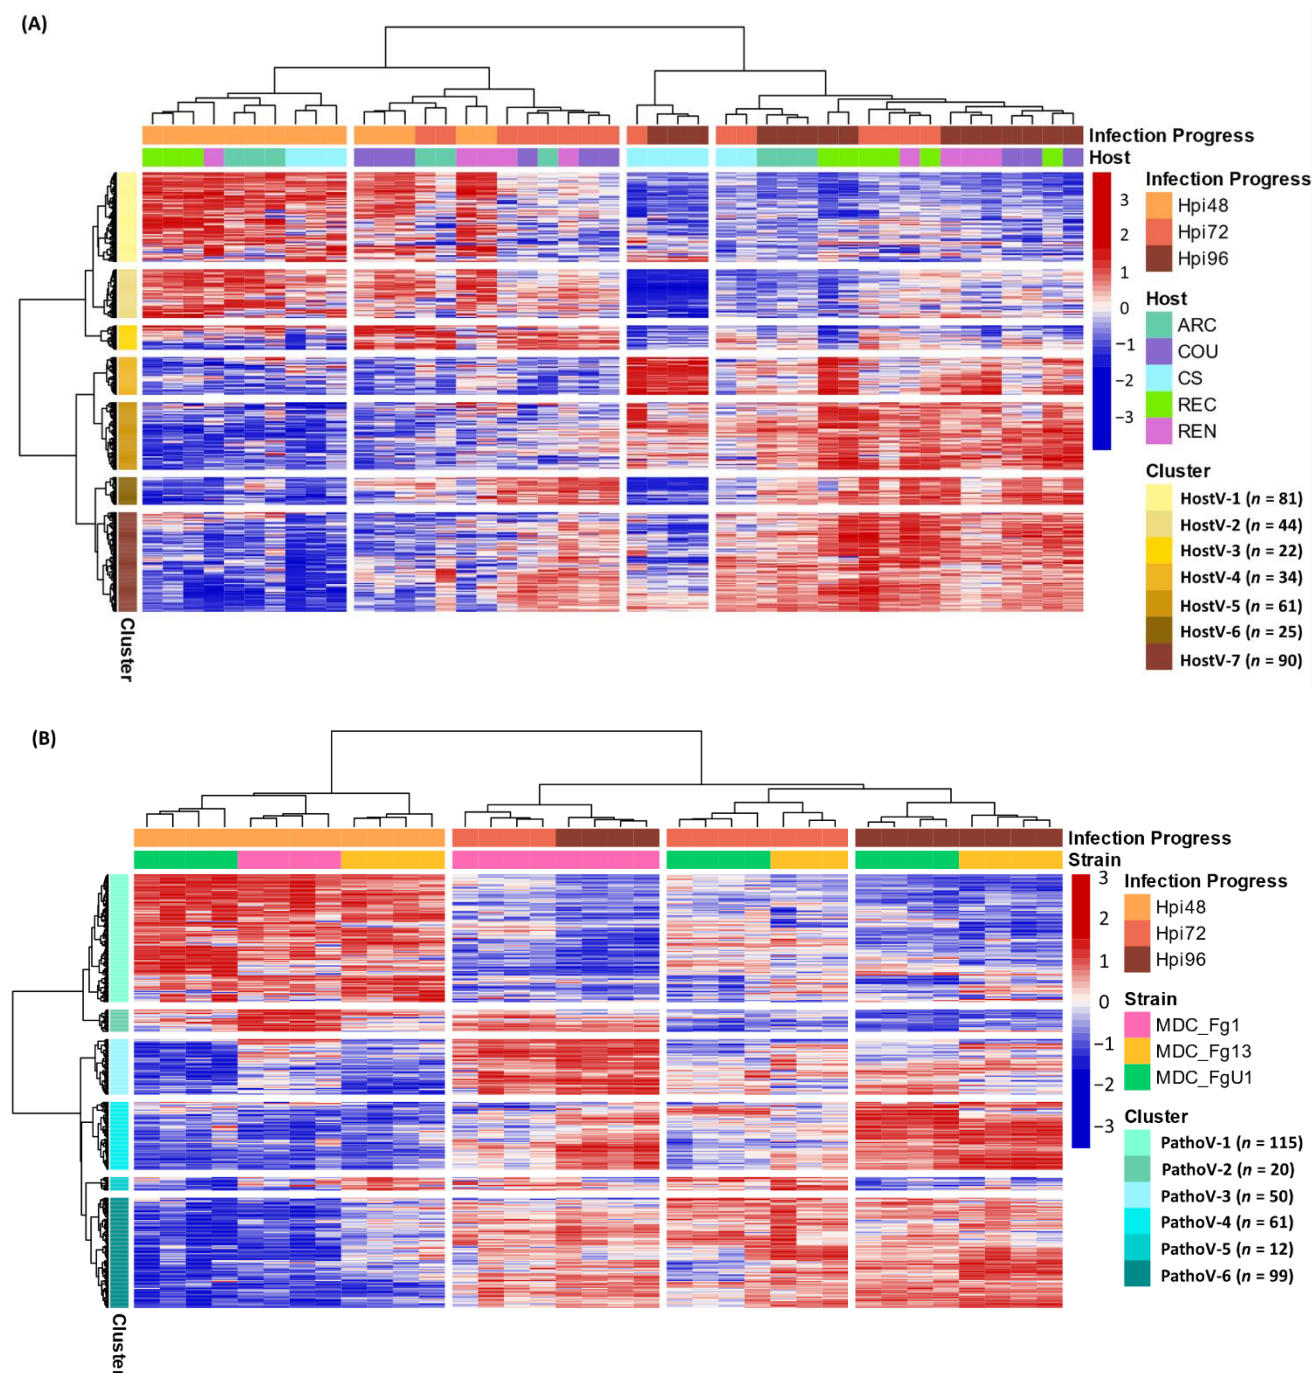 (A)
Infection Progress
Host
3
2
1
0
−1
−2
−3
Infection Progress
Hpi48
Hpi72
Hpi96
Host
ARC
COU
CS
REC
REN
Cluster
HostV-1 (n = 81)
HostV-2 (n = 44)
HostV-3 (n = 22)
HostV-4 (n = 34)
HostV-5 (n = 61)
HostV-6 (n = 25)
HostV-7 (n = 90)
Cluster
(B)
Infection Progress
Strain
3
2
1
0
−1
−2
−3
Infection Progress
Hpi48
Hpi72
Hpi96
Strain
MDC_Fg1
MDC_Fg13
MDC_FgU1
Cluster
PathoV-1 (n = 115)
PathoV-2 (n = 20)
PathoV-3 (n = 50)
PathoV-4 (n = 61)
PathoV-5 (n = 12)
PathoV-6 (n = 99)
Cluster